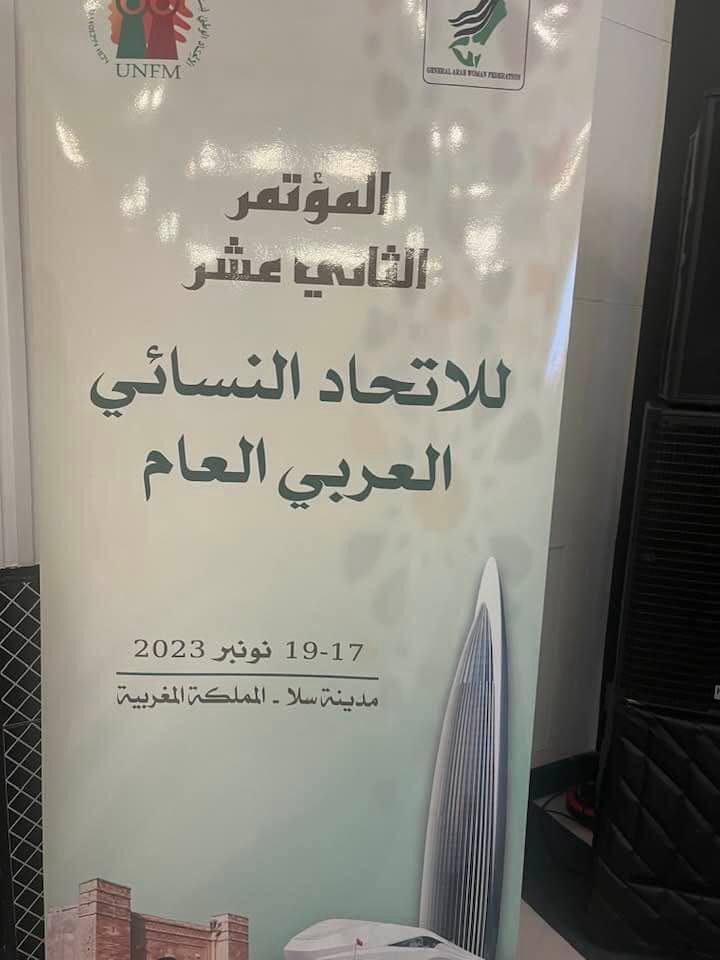 UNFM
GENERAL ARAB WOMAN FEDERATION
المؤتمر
الثاني عشر
للاتحاد النسائي
العربي العام
19-17 نونبر 2023
مدينة سلا - المملكة المغربية